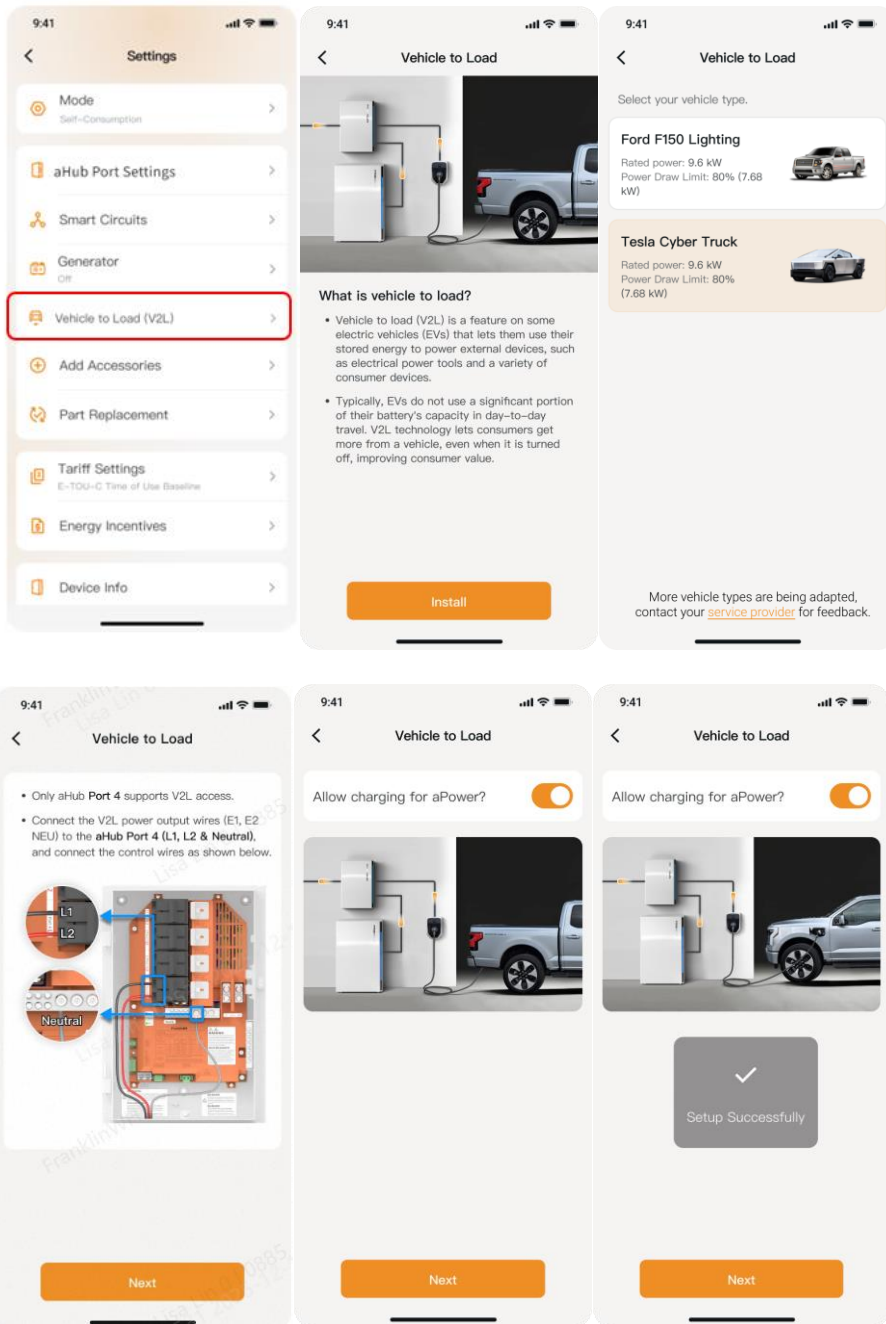 9:41
Settings
Mode
Self-Consumption
aHub Port Settings
Smart Circuits
Generator
Off
Vehicle to Load (V2L)
Add Accessories
Part Replacement
Tariff Settings
E-TOU-C Time of Use Baseline
Energy Incentives
Device Info
9:41
Vehicle to Load
What is vehicle to load?
• Vehicle to load (V2L) is a feature on some
electric vehicles (EVs) that lets them use their
stored energy to power external devices, such
as electrical power tools and a variety of
consumer devices.
• Typically, EVs do not use a significant portion
of their battery's capacity in day-to-day
travel. V2L technology lets consumers get
more from a vehicle, even when it is turned
off, improving consumer value.
Install
9:41
Vehicle to Load
Select your vehicle type.
Ford F150 Lighting
Rated power: 9.6 kW
Power Draw Limit: 80% (7.68
kW)
Tesla Cyber Truck
Rated power: 9.6 kW
Power Draw Limit: 80%
(7.68 kW)
More vehicle types are being adapted,
contact your service provider for feedback.
9:41
Vehicle to Load
• Only aHub Port 4 supports V2L access.
• Connect the V2L power output wires (E1, E2
NEU) to the aHub Port 4 (L1, L2 & Neutral),
and connect the control wires as shown below.
L1
L2
Neutral
Next
9:41
Vehicle to Load
Allow charging for aPower?
Next
9:41
Vehicle to Load
Allow charging for aPower?
Setup Successfully
Next